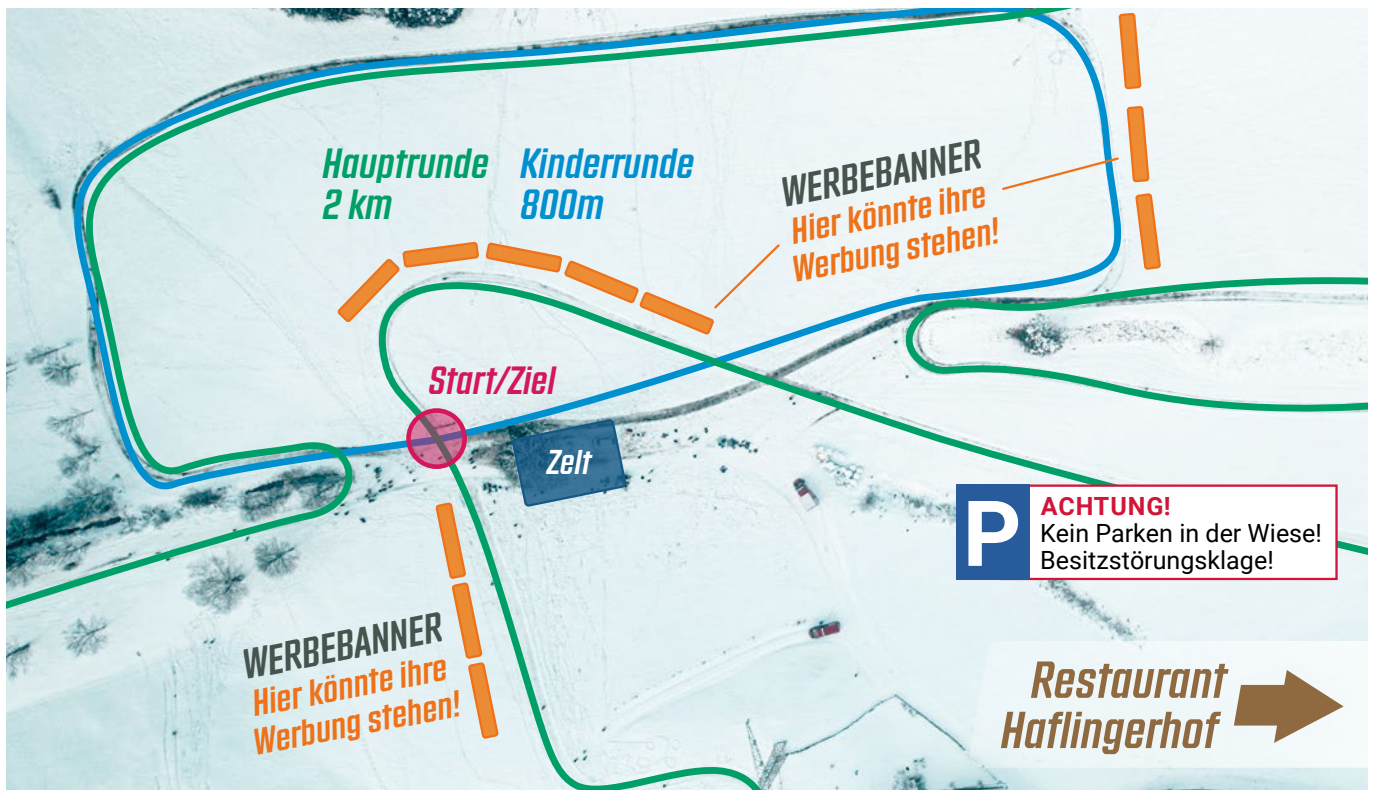 Hauptrunde
2 km
Kinderrunde
800m
WERBEBANNER
Hier könnte ihre
Werbung stehen!
Start/Ziel
Zelt
P
ACHTUNG!
Kein Parken in der Wiese!
Besitzstörungsklage!
WERBEBANNER
Hier könnte ihre
Werbung stehen!
Restaurant
Haflingerhof